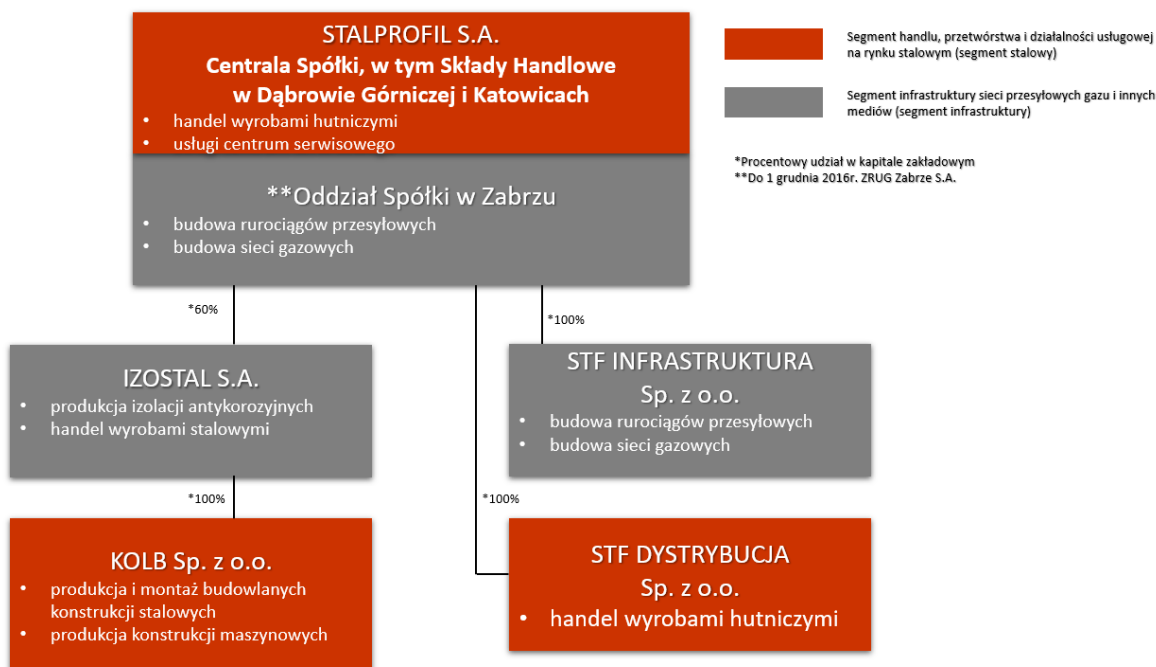 STALPROFIL S.A.
Centrala Spółki, w tym Składy Handlowe
w Dąbrowie Górniczej i Katowicach
• handel wyrobami hutniczymi
• usługi centrum serwisowego
**Oddział Spółki w Zabrzu
• budowa rurociągów przesyłowych
• budowa sieci gazowych
Segment handlu, przetwórstwa i działalności usługowej
na rynku stalowym (segment stalowy)
Segment infrastruktury sieci przesyłowych gazu i innych
mediów (segment infrastruktury)
*Procentowy udział w kapitale zakładowym
**Do 1 grudnia 2016r. ZRUG Zabrze S.A.
*60%
*100%
IZOSTAL S.A.
• produkcja izolacji antykorozyjnych
• handel wyrobami stalowymi
STF INFRASTRUKTURA
Sp. z o.o.
• budowa rurociągów przesyłowych
• budowa sieci gazowych
*100%
*100%
KOLB Sp. z o.o.
• produkcja i montaż budowlanych
konstrukcji stalowych
• produkcja konstrukcji maszynowych
STF DYSTRYBUCJA
Sp. z o.o.
• handel wyrobami hutniczymi